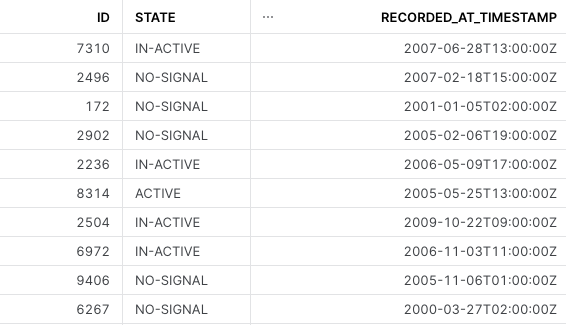 ID STATE ... RECORDED_AT_TIMESTAMP
7310 IN-ACTIVE 2007-06-28T13:00:00Z
2496 NO-SIGNAL 2007-02-18T15:00:00Z
172 NO-SIGNAL 2001-01-05T02:00:00Z
2902 NO-SIGNAL 2005-02-06T19:00:00Z
2236 IN-ACTIVE 2006-05-09T17:00:00Z
8314 ACTIVE 2005-05-25T13:00:00Z
2504 IN-ACTIVE 2009-10-22T09:00:00Z
6972 IN-ACTIVE 2006-11-03T11:00:00Z
9406 NO-SIGNAL 2005-11-06T01:00:00Z
6267 NO-SIGNAL 2000-03-27T02:00:00Z